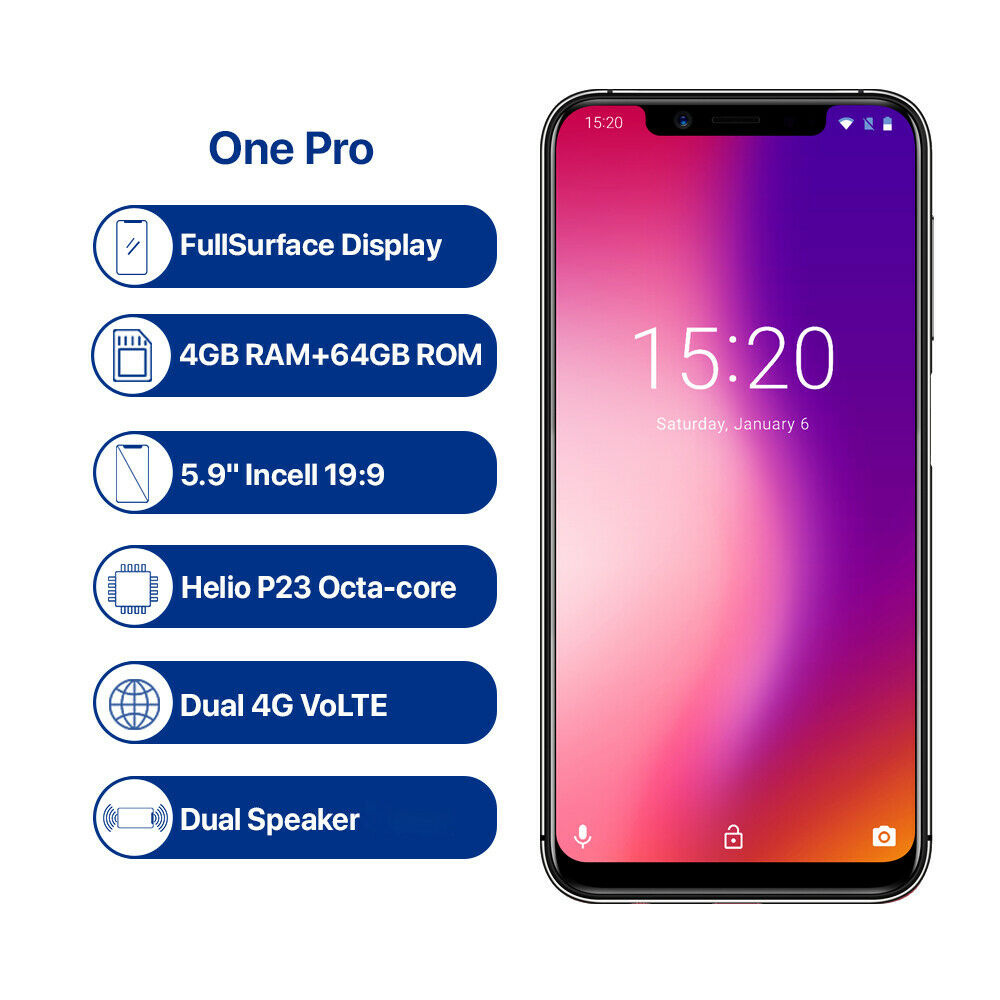 One Pro
FullSurface Display
4GB RAM+64GB ROM
5.9" Incell 19:9
Helio P23 Octa-core
Dual 4G VoLTE
Dual Speaker
15:20
15:20
Saturday, January 6